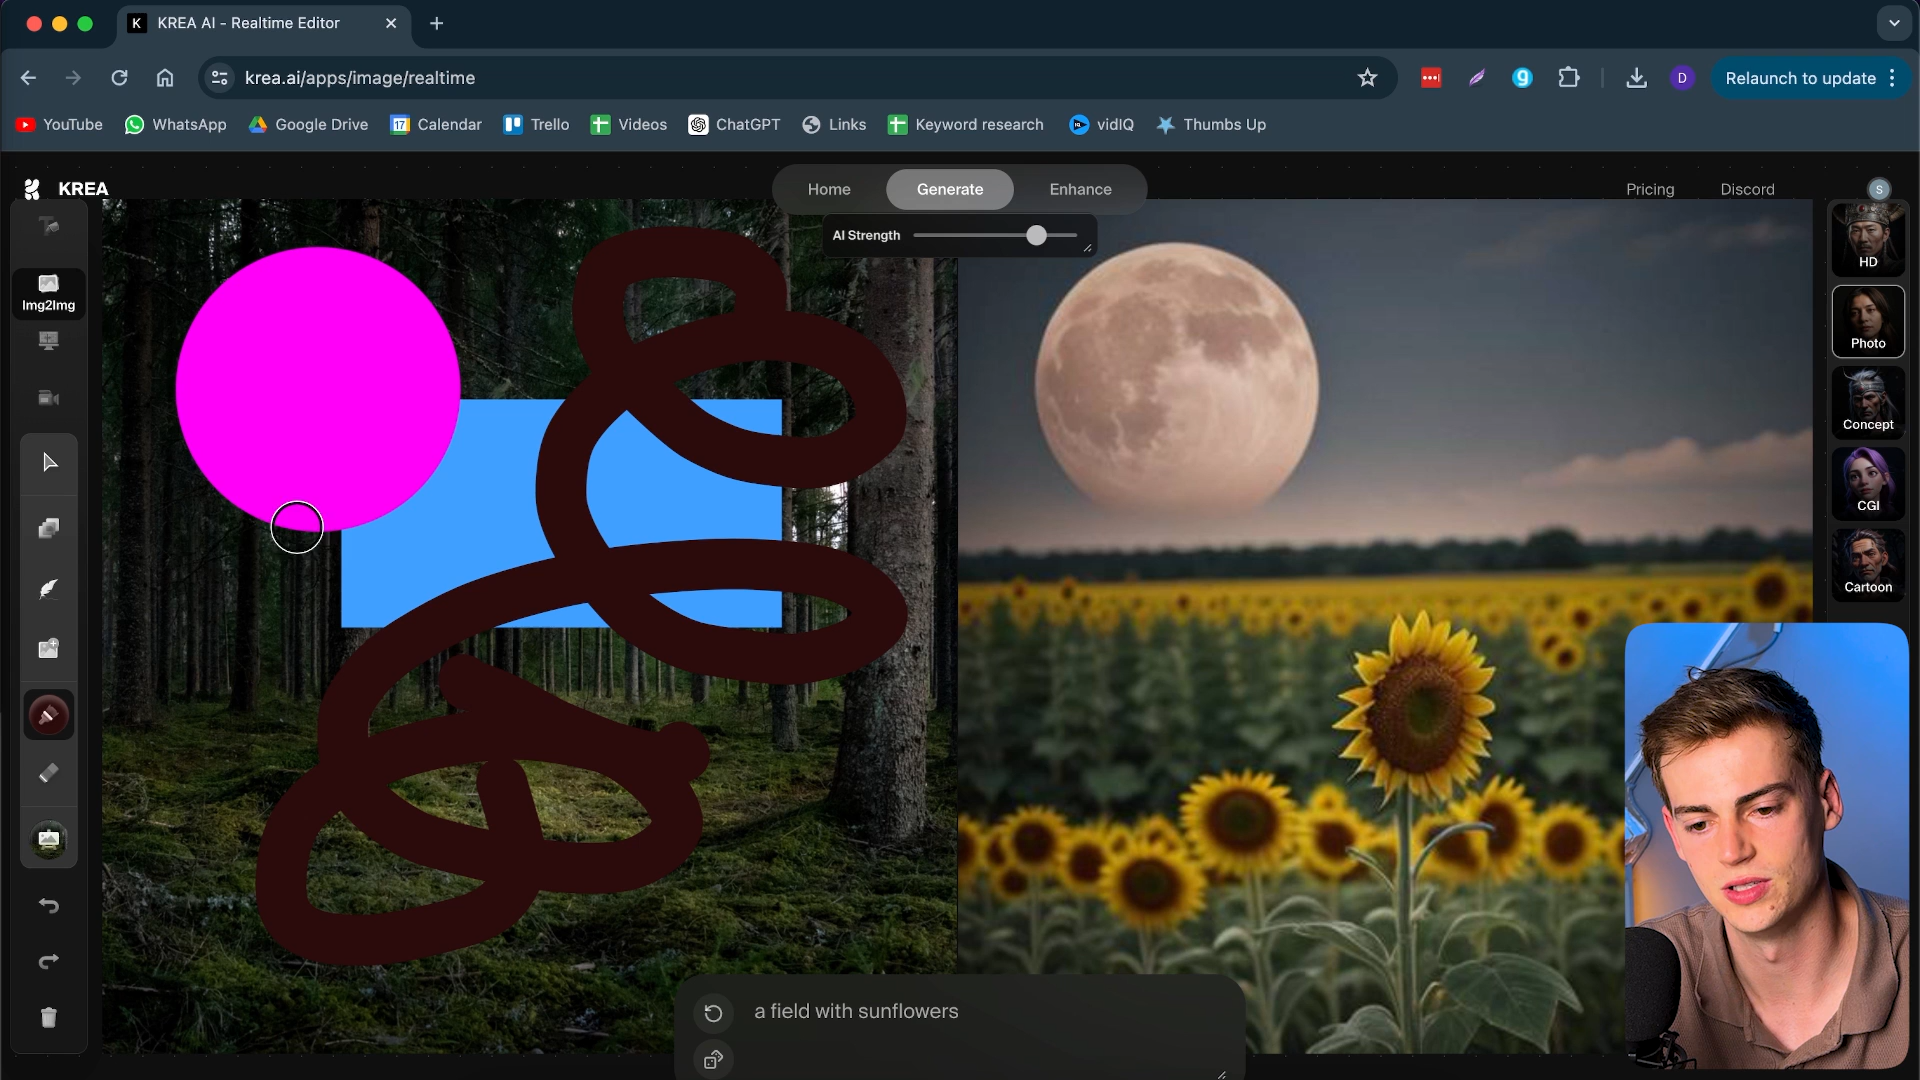 K KREA AI - Realtime Editor
krea.ai/apps/image/realtime
g
D
Relaunch to update
YouTube
WhatsApp
Google Drive
17 Calendar
Trello
Videos
ChatGPT
Links
Keyword research
vidIQ
Thumbs Up
KREA
Home
Generate
Enhance
Pricing
Discord
S
AI Strength
Img2Img
HD
Photo
Concept
CGI
Cartoon
a field with sunflowers